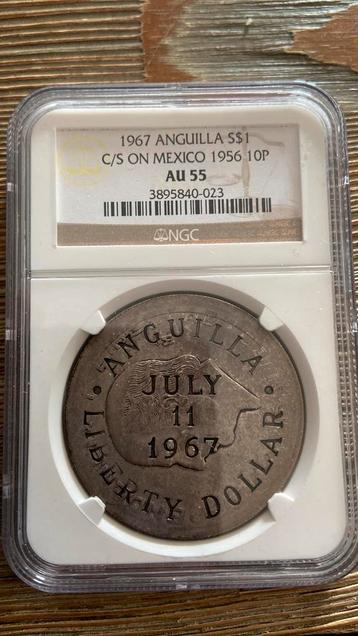 1967 ANGUILLA S$1
C/S ON MEXICO 1956 10P
AU 55
3895840-023
NGC
ANGUILLA
JULY
11
1967
LIBERTY DOLLAR